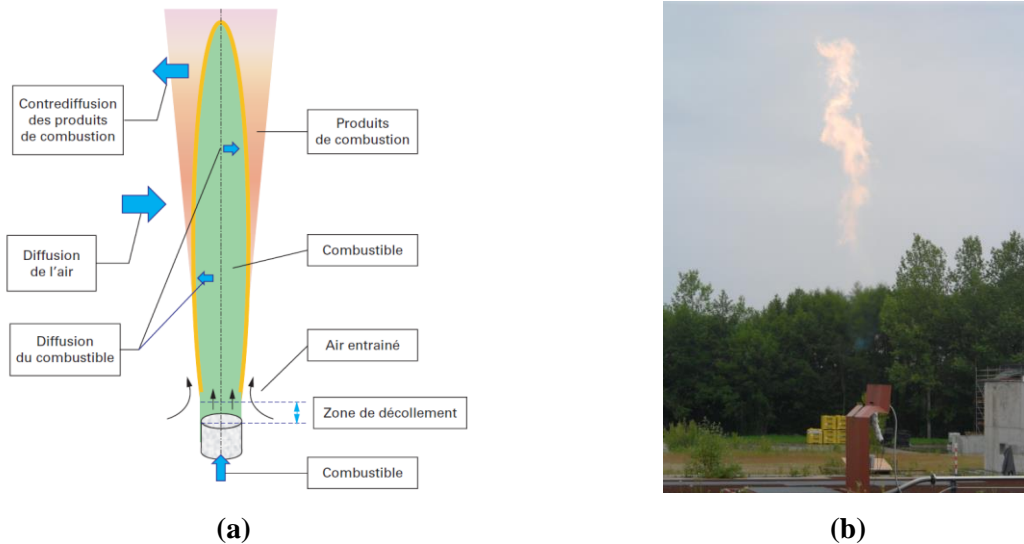 Contrediffusion
des produits
de combustion
Produits
de combustion
Diffusion
de l'air
Combustible
Diffusion
du combustible
Air entrainé
Zone de décollement
Combustible
(a)
(b)